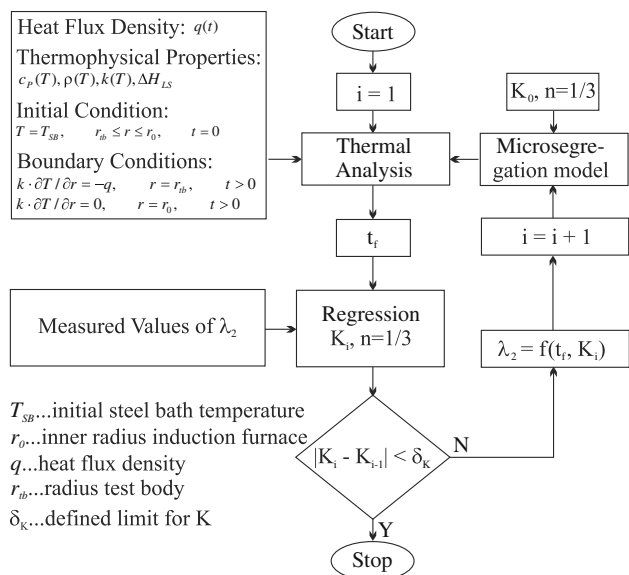 Heat Flux Density: q(t)
Thermophysical Properties:
c_P(T), ρ(T), k(T), ΔH_LS
Initial Condition:
T = T_SB, r_tb ≤ r ≤ r_0, t = 0
Boundary Conditions:
k · ∂T / ∂r = −q, r = r_tb, t > 0
k · ∂T / ∂r = 0, r = r_0, t > 0
Start
i = 1
K_0, n=1/3
Thermal
Analysis
Microsegre-
gation model
t_f
i = i + 1
Measured Values of λ_2
Regression
K_i, n=1/3
λ_2 = f(t_f, K_i)
T_SB...initial steel bath temperature
r_0...inner radius induction furnace
q...heat flux density
r_tb...radius test body
δ_K...defined limit for K
|K_i - K_i-1| < δ_K
N
Y
Stop